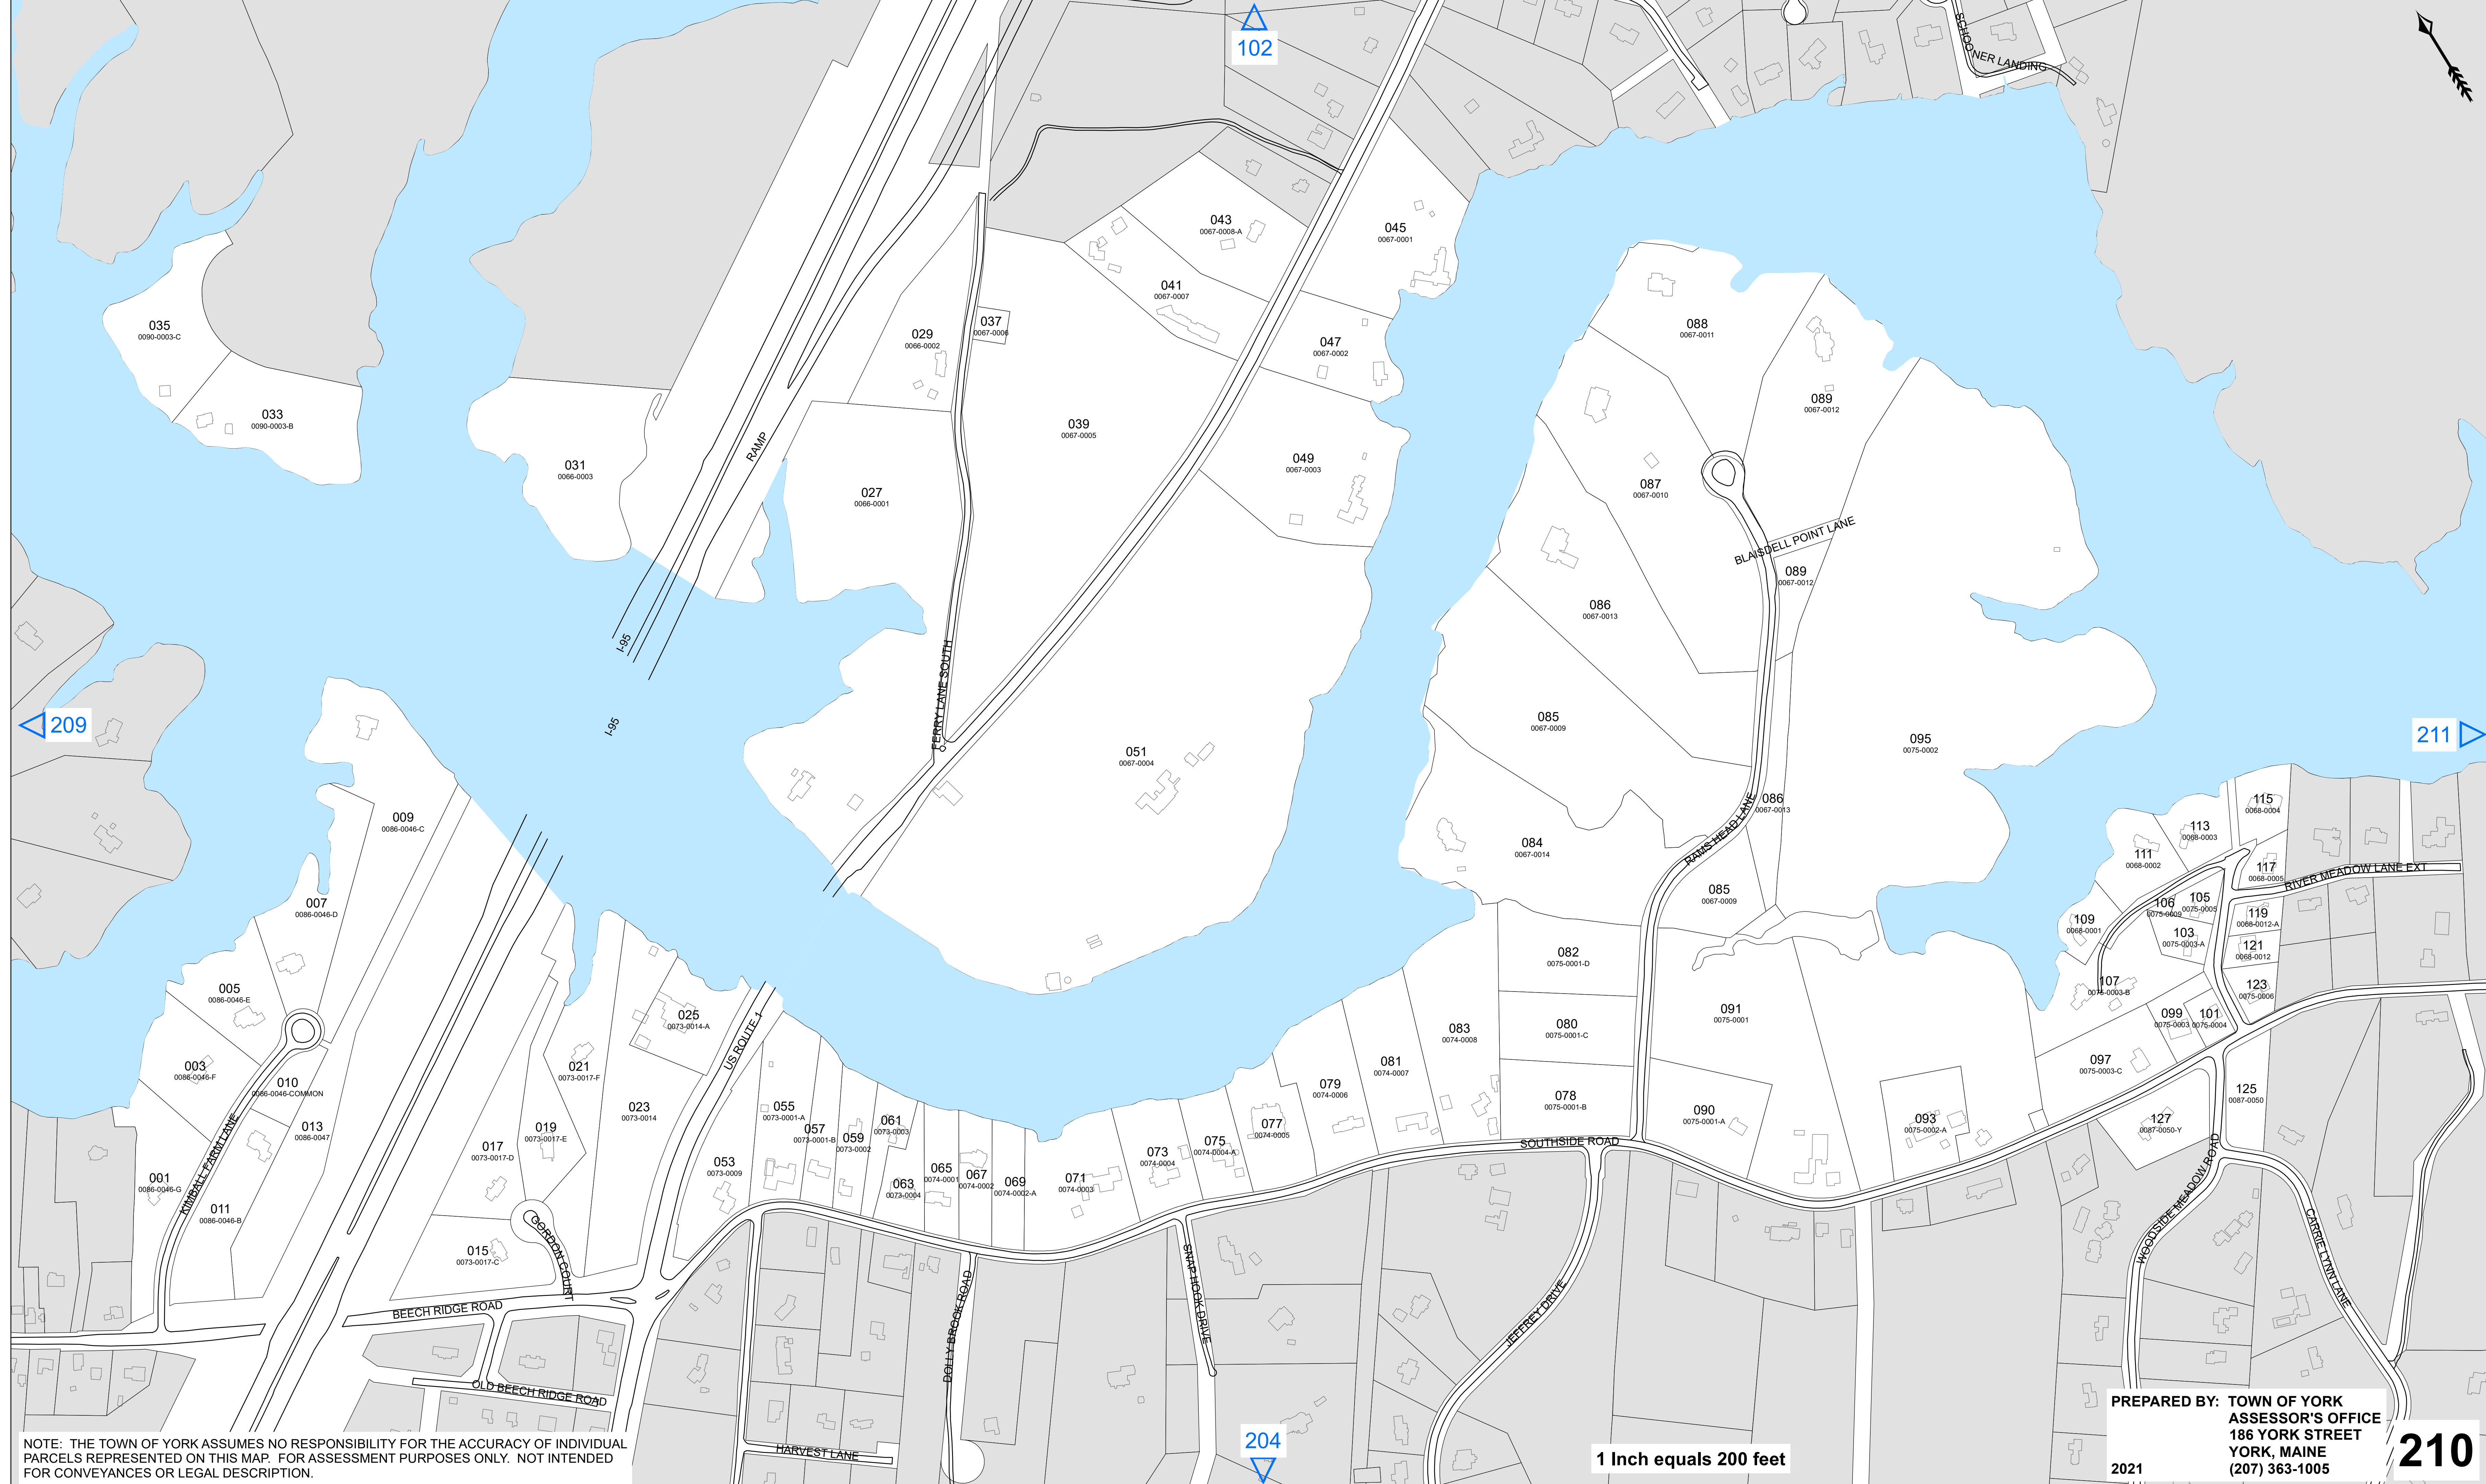 102
SCHOONER LANDING
043
0067-0008-A
045
0067-0001
041
0067-0007
035
0090-0003-C
029
0066-0002
037
0067-0006
047
0067-0002
088
0067-0011
089
0067-0012
033
0090-0003-B
039
0067-0005
RAMP
031
0066-0003
027
0066-0001
049
0067-0003
087
0067-0010
BLAISDELL POINT LANE
089
0067-0012
086
0067-0013
I-95
FERRY LANE SOUTH
209
I-95
051
0067-0004
085
0067-0009
095
0075-0002
211
009
0086-0046-C
086
0067-0013
RAMS HEAD LANE
084
0067-0014
115
0068-0004
113
0068-0003
111
0068-0002
117
0068-0005
RIVER MEADOW LANE EXT
085
0067-0009
007
0086-0046-D
106
0075-0009
105
0075-0005
109
0068-0001
119
0068-0012-A
103
0075-0003-A
121
0068-0012
082
0075-0001-D
005
0086-0046-E
107
0075-0003-B
123
0075-0006
025
0073-0014-A
US ROUTE 1
083
0074-0008
080
0075-0001-C
091
0075-0001
099
0075-0003
101
0075-0004
003
0086-0046-F
010
0086-0046-COMMON
021
0073-0017-F
081
0074-0007
097
0075-0003-C
023
0073-0014
055
0073-0001-A
079
0074-0006
078
0075-0001-B
125
0087-0050
013
0086-0047
019
0073-0017-E
057
0073-0001-B
059
0073-0002
061
0073-0003
077
0074-0005
090
0075-0001-A
093
0075-0002-A
127
0087-0050-Y
KIMBALL FARM LANE
017
0073-0017-D
053
0073-0009
065
0074-0001
067
0074-0002
073
0074-0004
075
0074-0004-A
SOUTHSIDE ROAD
001
0086-0046-G
063
0073-0004
069
0074-0002-A
071
0074-0003
011
0086-0046-B
WOODSIDE MEADOW ROAD
015
0073-0017-C
GORDON COURT
CARRIE LYNN LANE
BEECH RIDGE ROAD
DOLLY BROOK ROAD
SNAP HOOK DRIVE
JEFFREY DRIVE
OLD BEECH RIDGE ROAD
HARVEST LANE
204
NOTE: THE TOWN OF YORK ASSUMES NO RESPONSIBILITY FOR THE ACCURACY OF INDIVIDUAL
PARCELS REPRESENTED ON THIS MAP. FOR ASSESSMENT PURPOSES ONLY. NOT INTENDED
FOR CONVEYANCES OR LEGAL DESCRIPTION.
1 Inch equals 200 feet
PREPARED BY: TOWN OF YORK
ASSESSOR'S OFFICE
186 YORK STREET
YORK, MAINE
2021 (207) 363-1005
210